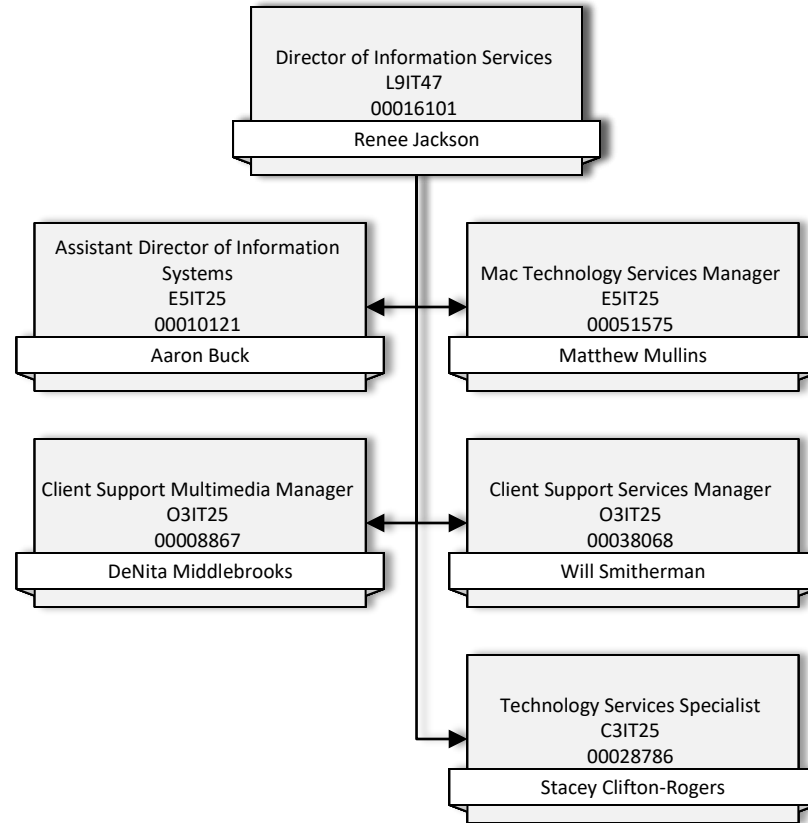 Director of Information Services
L9IT47
00016101
Renee Jackson
Assistant Director of Information
Systems
E5IT25
00010121
Aaron Buck
Mac Technology Services Manager
E5IT25
00051575
Matthew Mullins
Client Support Multimedia Manager
O3IT25
00008867
DeNita Middlebrooks
Client Support Services Manager
O3IT25
00038068
Will Smitherman
Technology Services Specialist
C3IT25
00028786
Stacey Clifton-Rogers